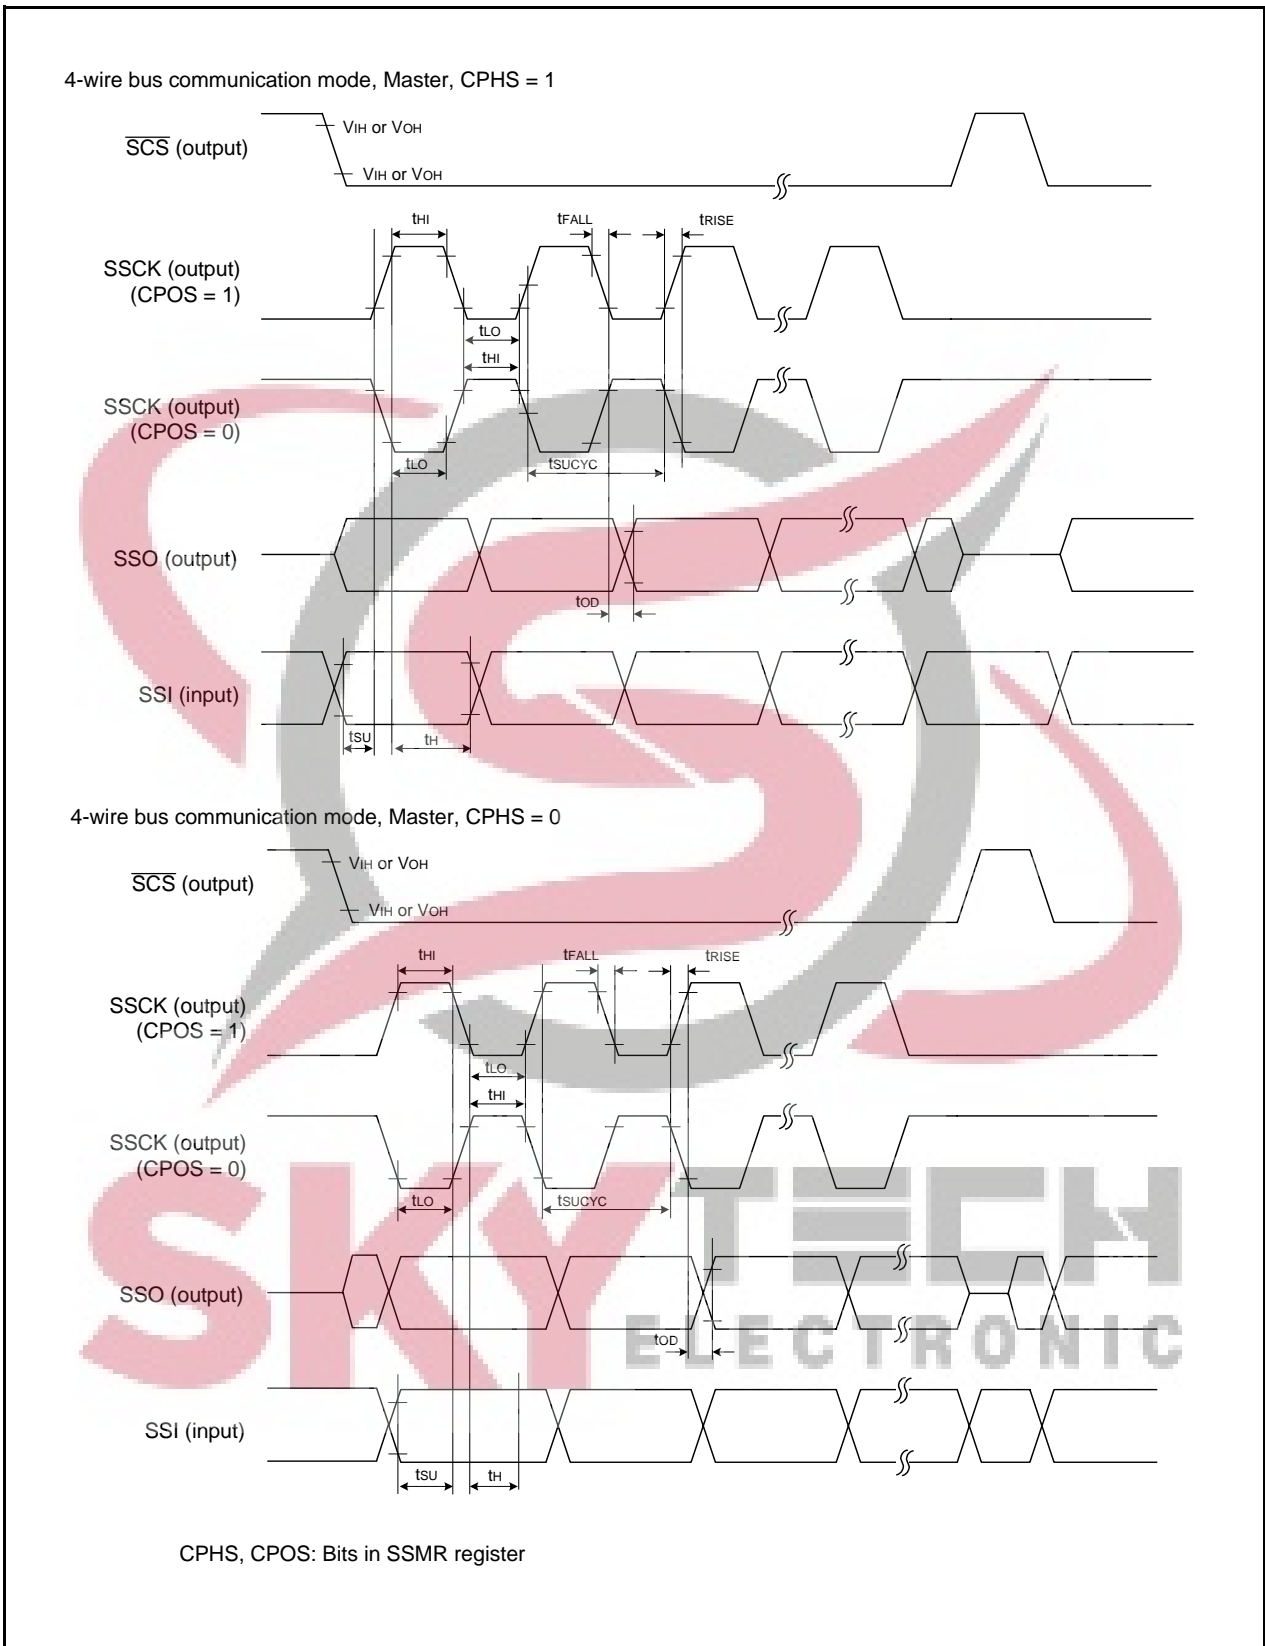 4-wire bus communication mode, Master, CPHS = 1
VIH or VOH
SCS (output)
VIH or VOH
tHI
tFALL
tRISE
SSCK (output)
(CPOS = 1)
tLO
tHI
SSCK (output)
(CPOS = 0)
tLO
tSUCYC
SSO (output)
tOD
SSI (input)
tSU
tH
4-wire bus communication mode, Master, CPHS = 0
VIH or VOH
SCS (output)
VIH or VOH
tHI
tFALL
tRISE
SSCK (output)
(CPOS = 1)
tLO
tHI
SSCK (output)
(CPOS = 0)
SKYTECH
tLO
tSUCYC
SSO (output)
ELECTRONIC
tOD
SSI (input)
tSU
tH
CPHS, CPOS: Bits in SSMR register